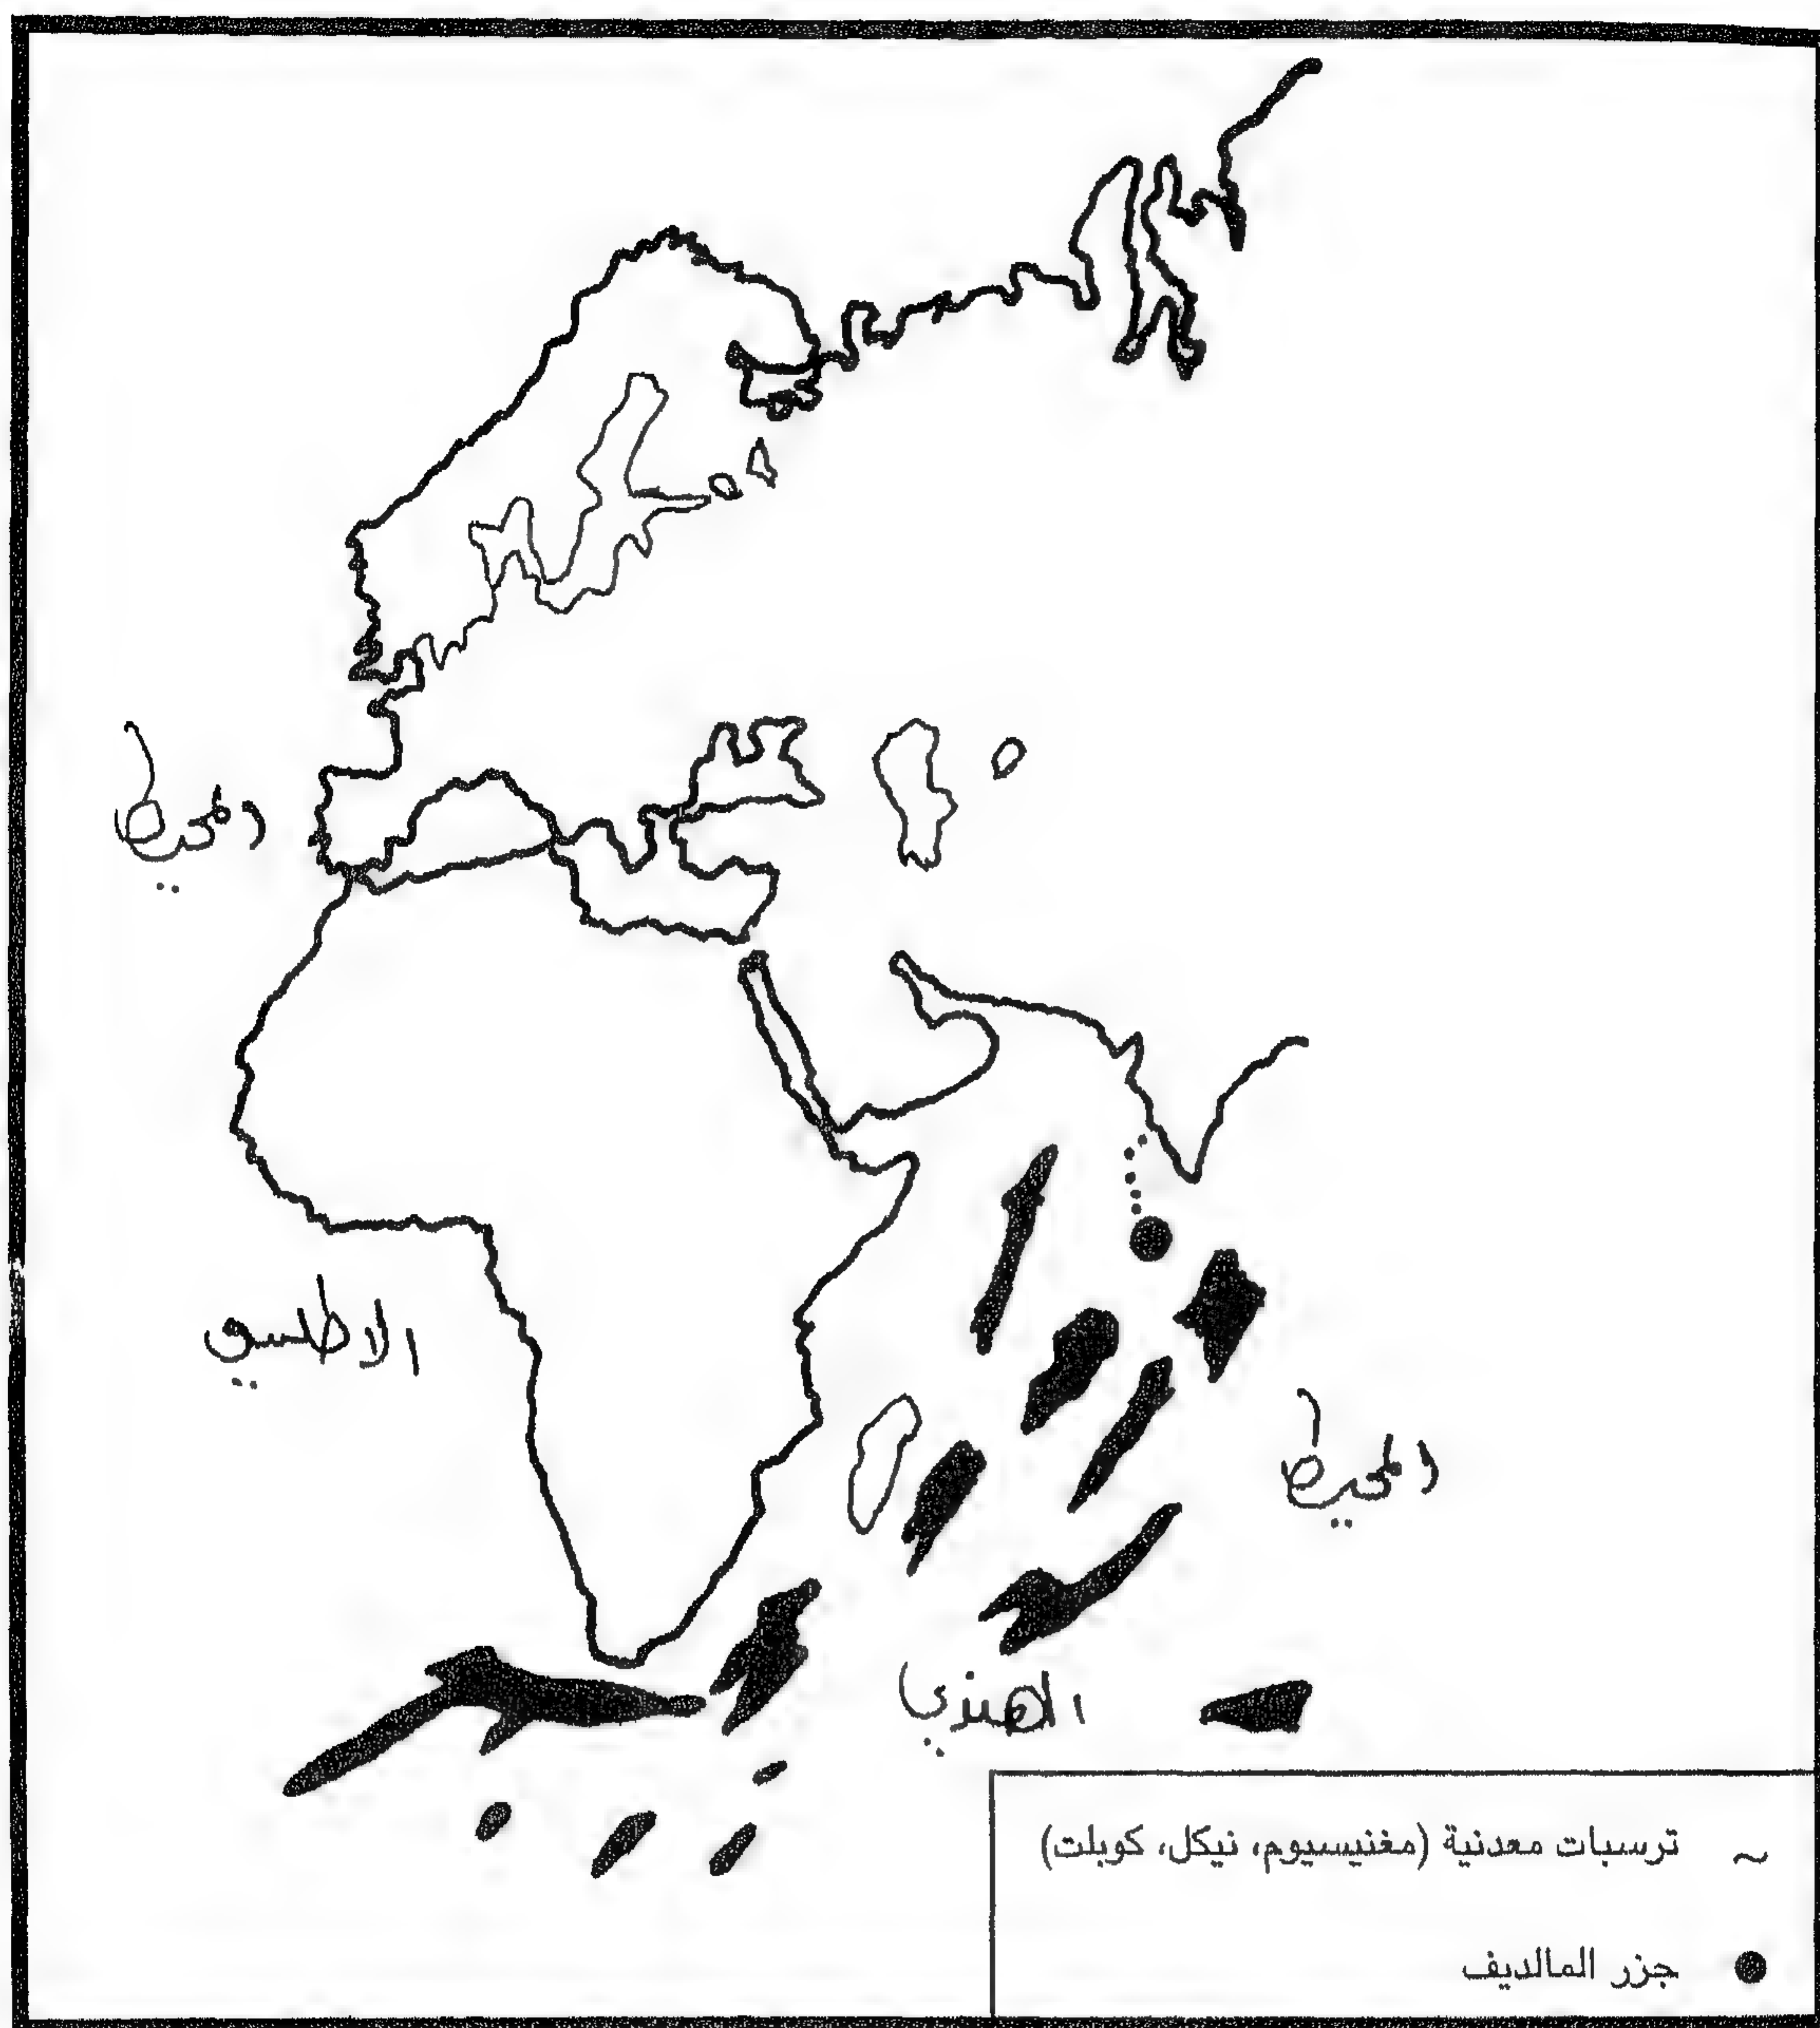 المحيط
الاطلسي
المحيط
الهندي
~ ترسبات معدنية (مغنيسيوم، نيكل، كوبلت)
● جزر المالديف